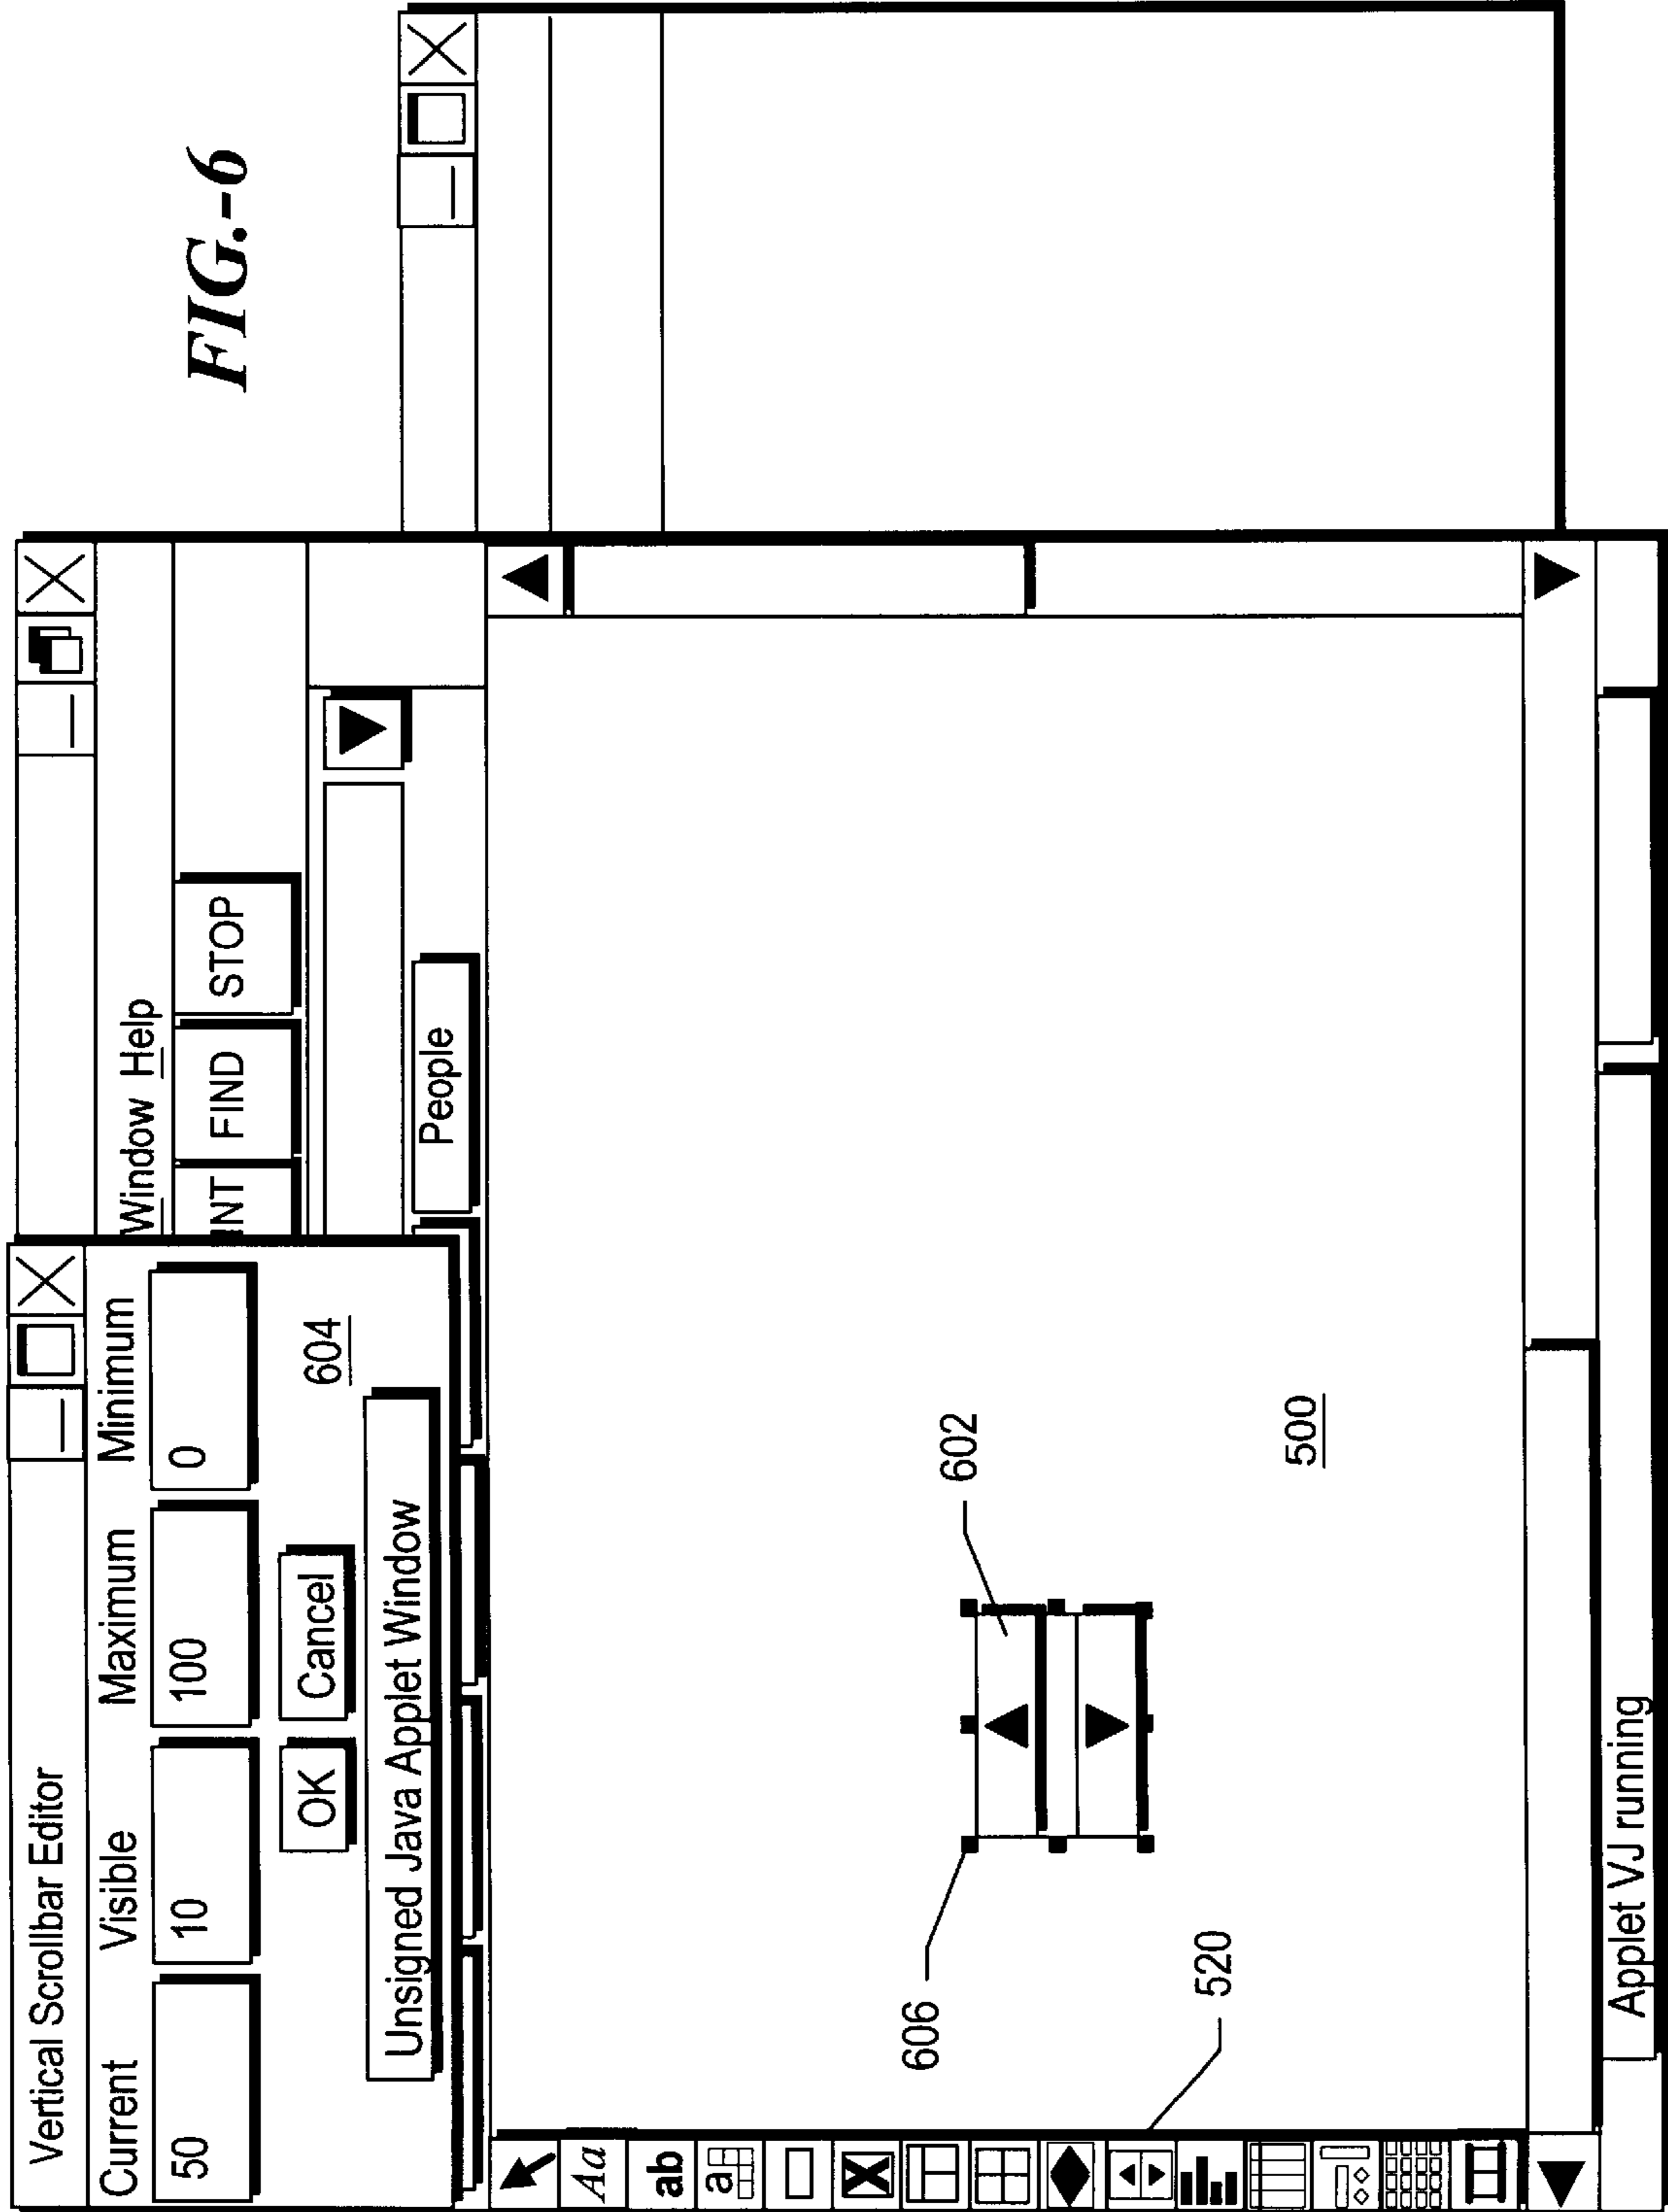 FIG.-6
Vertical Scrollbar Editor
Current Visible Maximum Minimum
50 10 100 0
OK Cancel 604
Unsigned Java Applet Window
Window Help
INT FIND STOP
People
Aa
ab
a
X
606 602
520 500
Applet VJ running